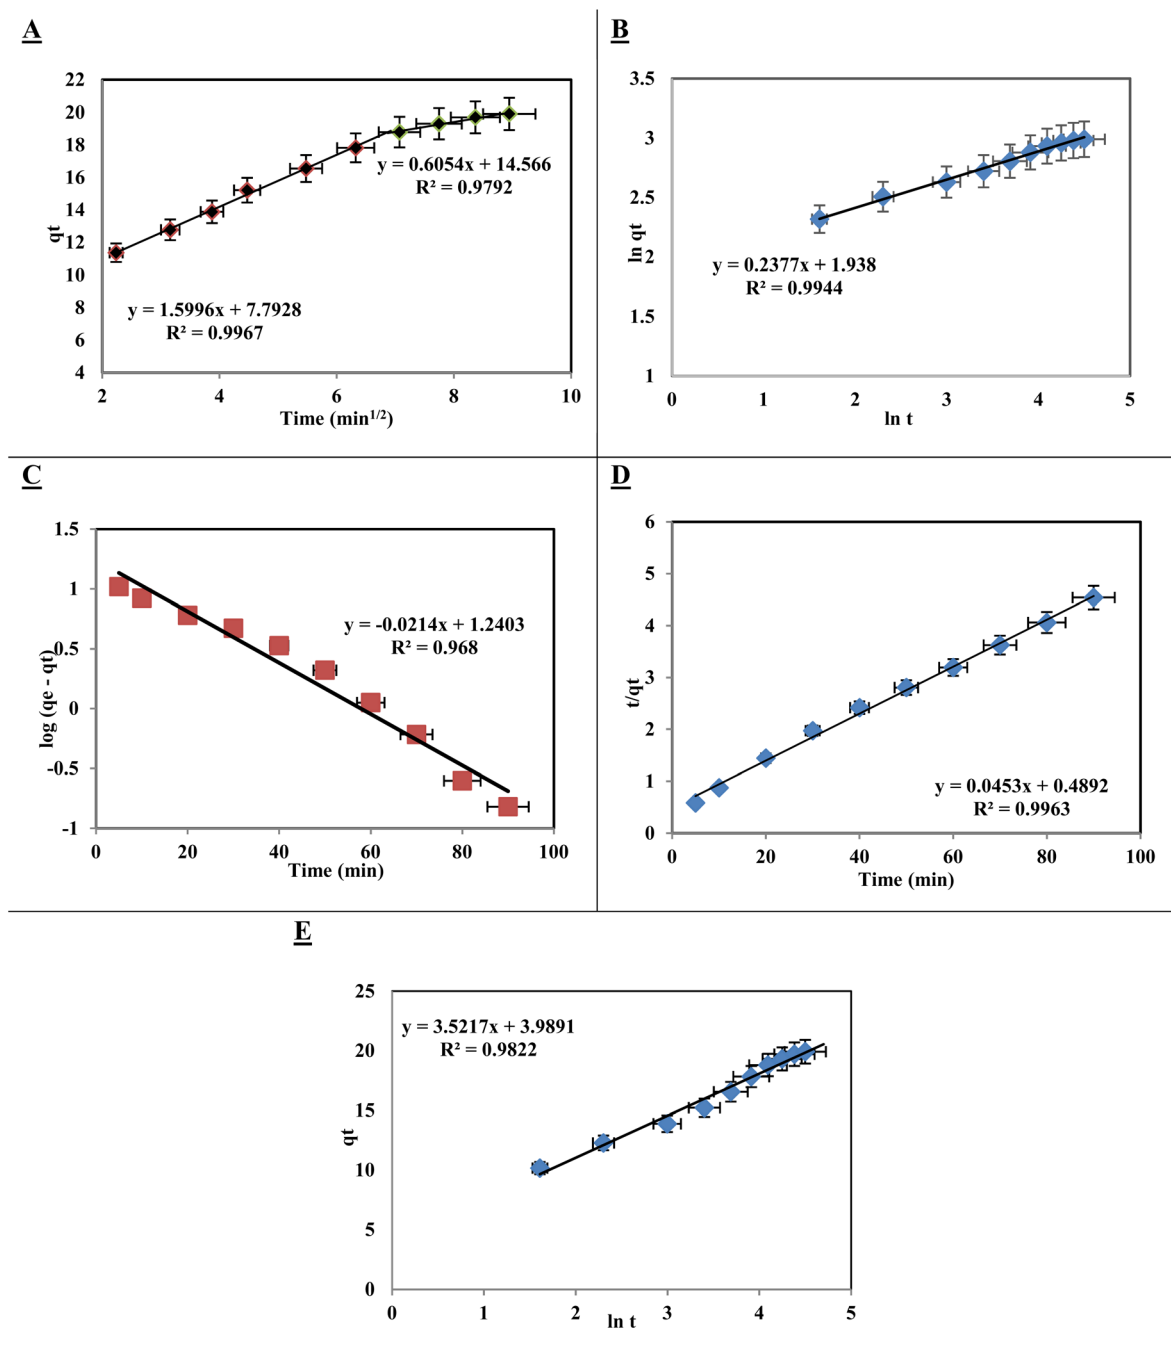 A
22
20
18
16
14
12
10
8
6
4
qt
y = 0.6054x + 14.566
R² = 0.9792
y = 1.5996x + 7.7928
R² = 0.9967
2 4 6 8 10
Time (min1/2)
B
3.5
3
2.5
2
1.5
1
ln qt
y = 0.2377x + 1.938
R² = 0.9944
0 1 2 3 4 5
ln t
C
1.5
1
0.5
0
-0.5
-1
log (qe - qt)
y = -0.0214x + 1.2403
R² = 0.968
0 20 40 60 80 100
Time (min)
D
6
5
4
3
2
1
0
t/qt
y = 0.0453x + 0.4892
R² = 0.9963
0 20 40 60 80 100
Time (min)
E
25
20
15
10
5
0
qt
y = 3.5217x + 3.9891
R² = 0.9822
0 1 2 3 4 5
ln t